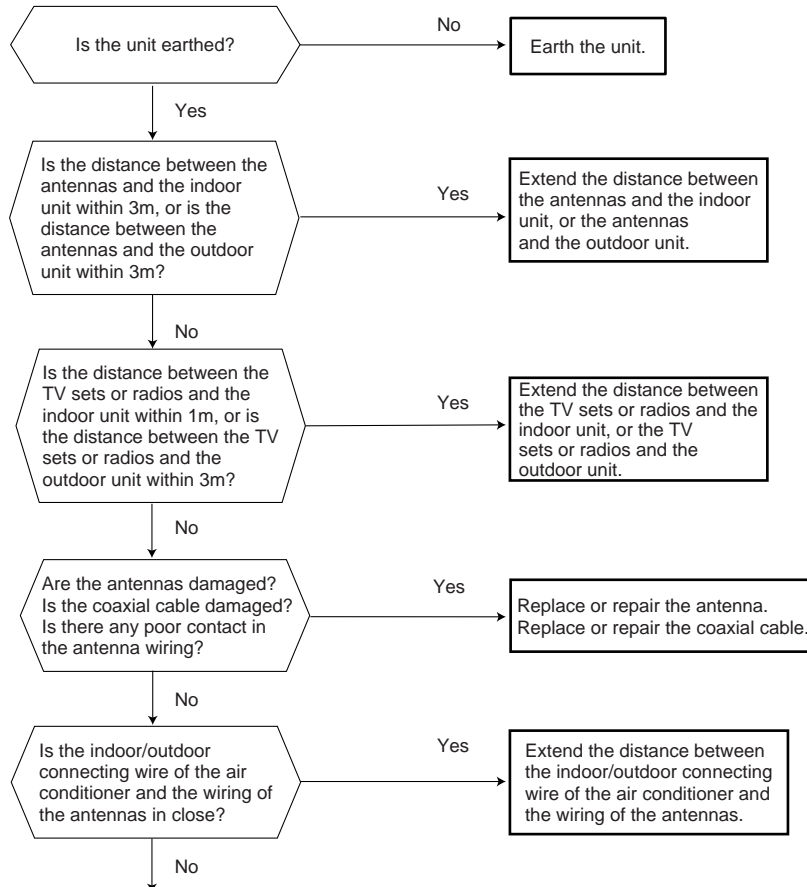 Is the unit earthed?
No
Earth the unit.
Yes
Is the distance between the
antennas and the indoor
unit within 3m, or is the
distance between the
antennas and the outdoor
unit within 3m?
Yes
Extend the distance between
the antennas and the indoor
unit, or the antennas
and the outdoor unit.
No
Is the distance between the
TV sets or radios and the
indoor unit within 1m, or is
the distance between the TV
sets or radios and the
outdoor unit within 3m?
Yes
Extend the distance between
the TV sets or radios and the
indoor unit, or the TV
sets or radios and the
outdoor unit.
No
Are the antennas damaged?
Is the coaxial cable damaged?
Is there any poor contact in
the antenna wiring?
Yes
Replace or repair the antenna.
Replace or repair the coaxial cable.
No
Is the indoor/outdoor
connecting wire of the air
conditioner and the wiring of
the antennas in close?
Yes
Extend the distance between
the indoor/outdoor connecting
wire of the air conditioner and
the wiring of the antennas.
No